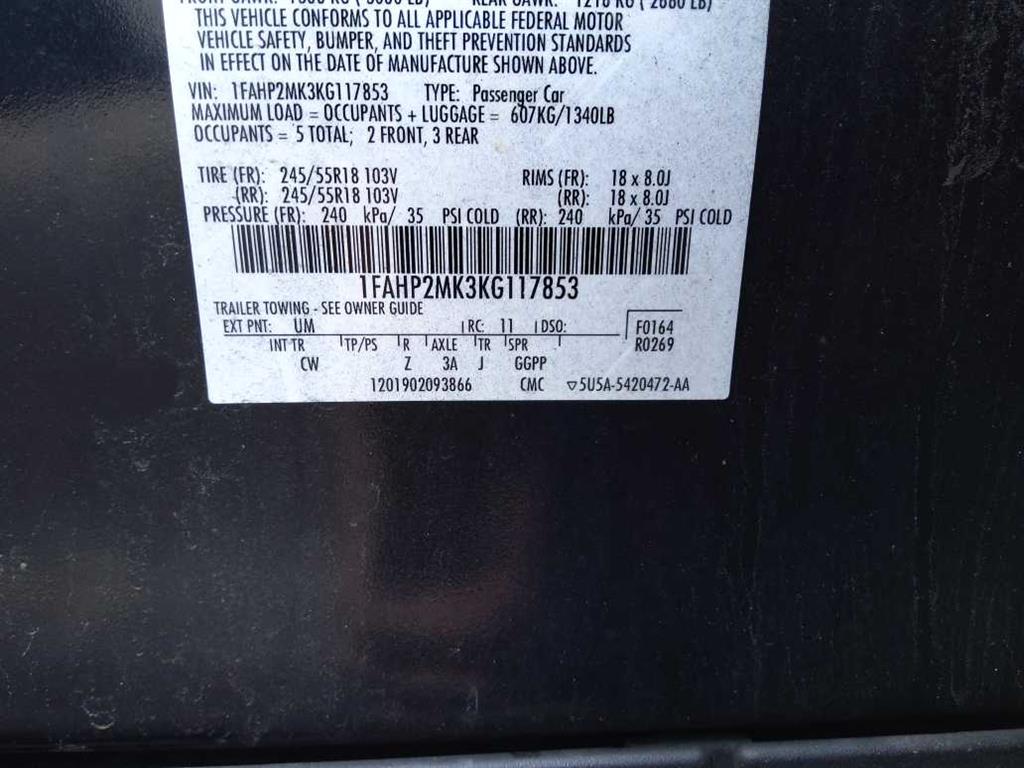 THIS VEHICLE CONFORMS TO ALL APPLICABLE FEDERAL MOTOR
VEHICLE SAFETY, BUMPER, AND THEFT PREVENTION STANDARDS
IN EFFECT ON THE DATE OF MANUFACTURE SHOWN ABOVE.
VIN: 1FAHP2MK3KG117853 TYPE: Passenger Car
MAXIMUM LOAD = OCCUPANTS + LUGGAGE = 607KG/1340LB
OCCUPANTS = 5 TOTAL; 2 FRONT, 3 REAR
TIRE (FR): 245/55R18 103V RIMS (FR): 18 x 8.0J
(RR): 245/55R18 103V (RR): 18 x 8.0J
PRESSURE (FR): 240 kPa/ 35 PSI COLD (RR): 240 kPa/ 35 PSI COLD
1FAHP2MK3KG117853
TRAILER TOWING - SEE OWNER GUIDE
EXT PNT: UM RC: 11 DSO: F0164
INT TR TP/PS R AXLE TR SPR R0269
CW Z 3A J GGPP
1201902093866 CMC ▽5U5A-5420472-AA